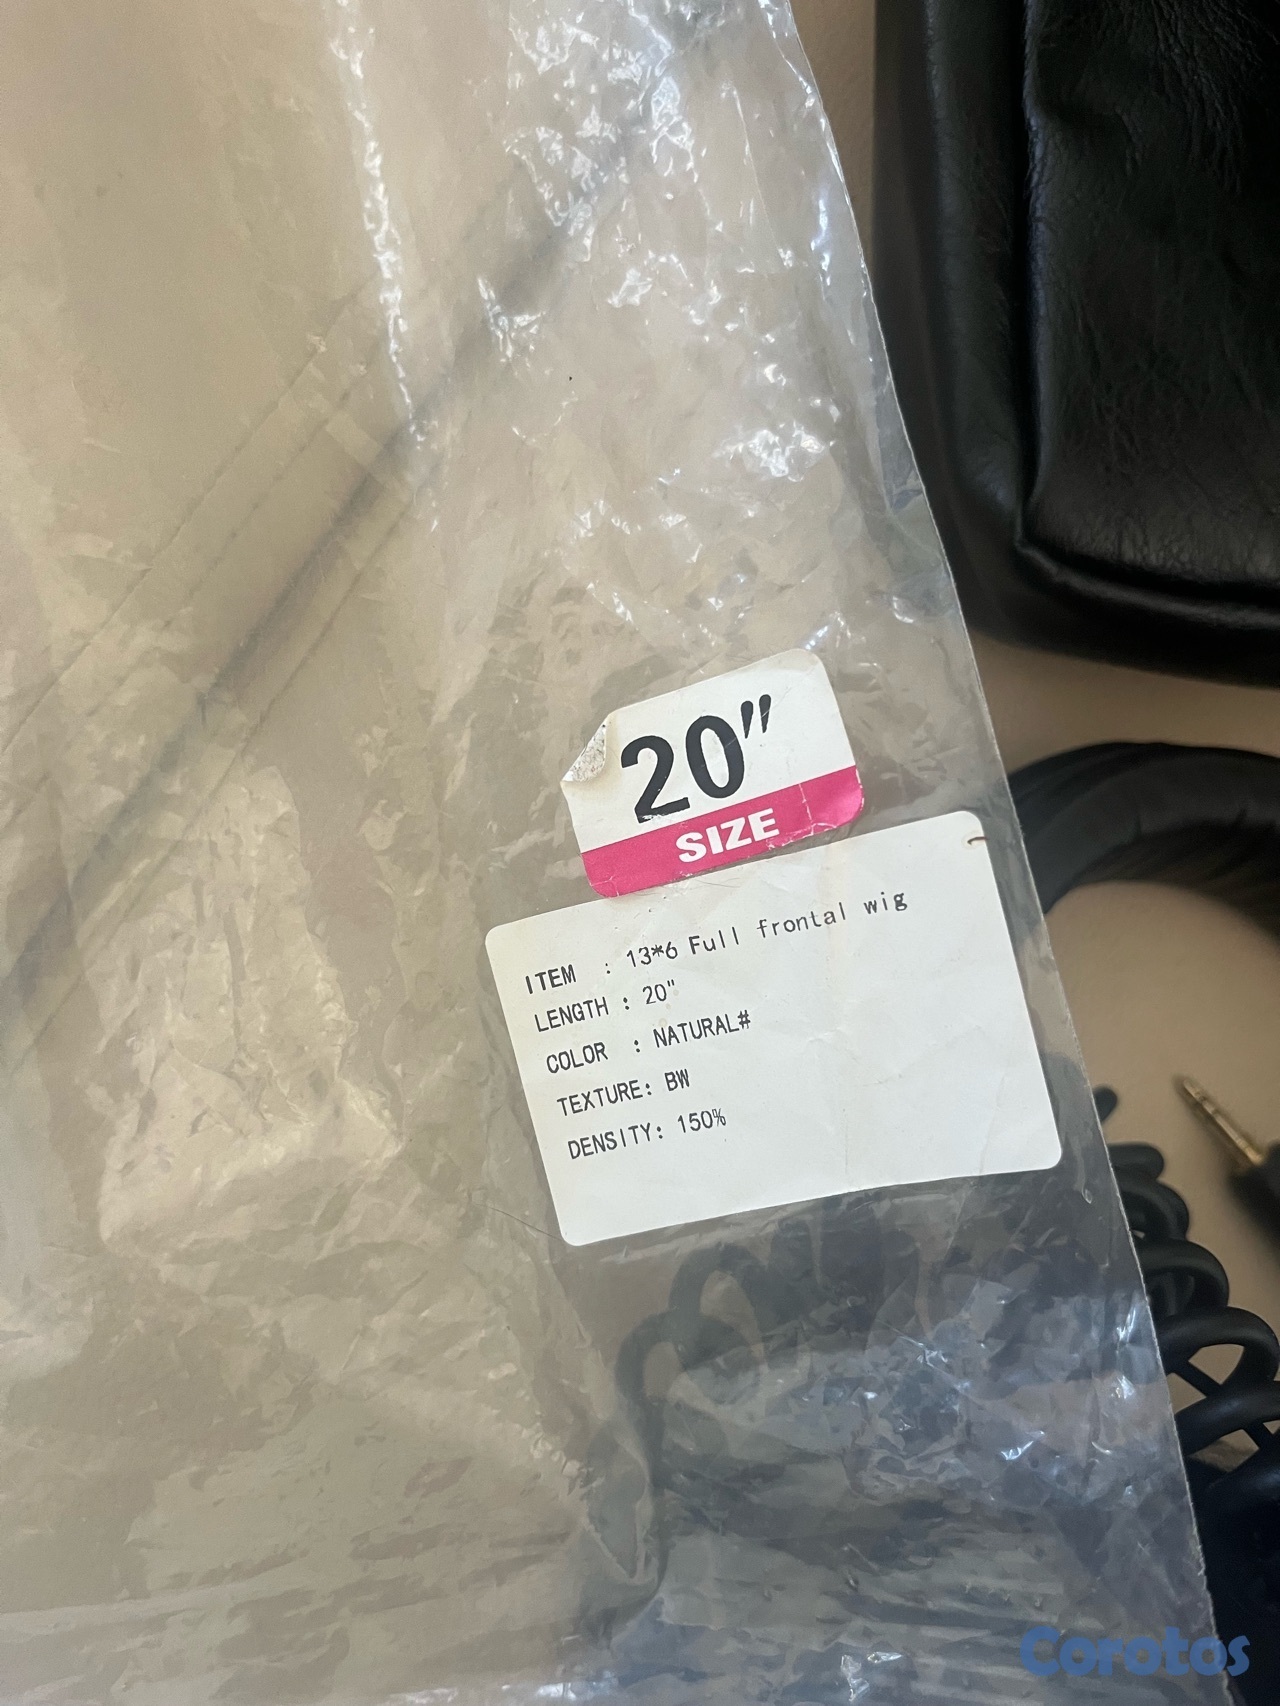 20"
SIZE
ITEM : 13*6 Full frontal wig
LENGTH : 20"
COLOR : NATURAL#
TEXTURE: BW
DENSITY: 150%
Corotos